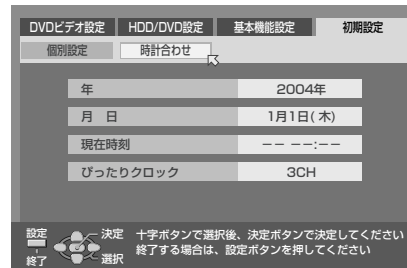 DVDビデオ設定 HDD/DVD設定 基本機能設定 初期設定
個別設定 時計合わせ
年 2004年
月 日 1月1日(木)
現在時刻 −− −−:−−
ぴったりクロック 3CH
設定 決定 十字ボタンで選択後、決定ボタンで決定してください
終了 選択 終了する場合は、設定ボタンを押してください